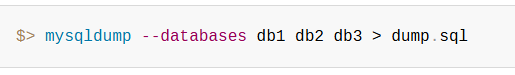 $> mysqldump --databases db1 db2 db3 > dump.sql